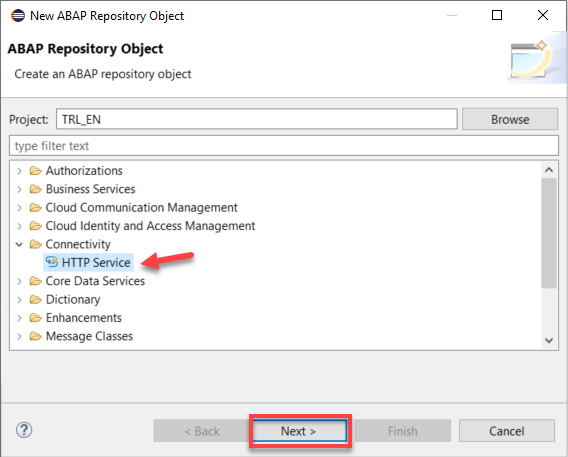 New ABAP Repository Object
ABAP Repository Object
Create an ABAP repository object
Project: TRL_EN Browse
type filter text
Authorizations
Business Services
Cloud Communication Management
Cloud Identity and Access Management
Connectivity
HTTP Service
Core Data Services
Dictionary
Enhancements
Message Classes
? < Back Next > Finish Cancel